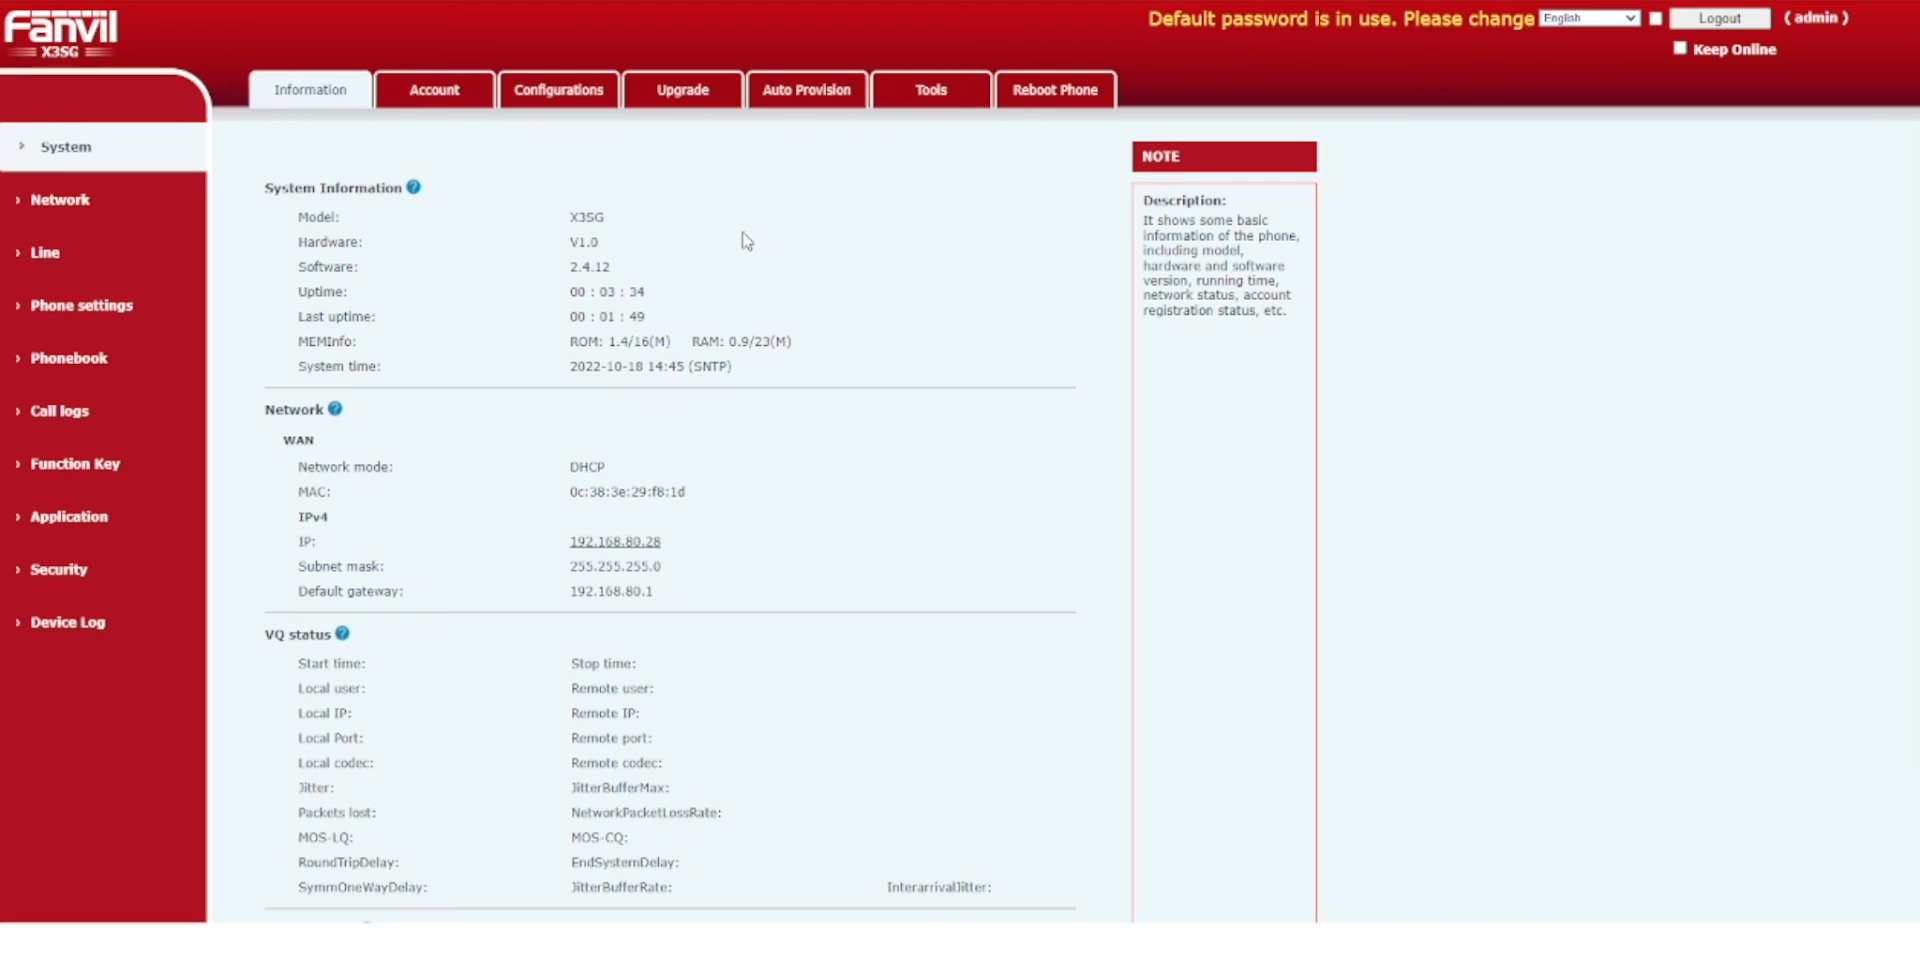 Fanvil
X3SG
Default password is in use. Please change
English
Logout
( admin )
Keep Online
Information
Account
Configurations
Upgrade
Auto Provision
Tools
Reboot Phone
System
Network
Line
Phone settings
Phonebook
Call logs
Function Key
Application
Security
Device Log
System Information
Model: X3SG
Hardware: V1.0
Software: 2.4.12
Uptime: 00 : 03 : 34
Last uptime: 00 : 01 : 49
MEMInfo: ROM: 1.4/16(M) RAM: 0.9/23(M)
System time: 2022-10-18 14:45 (SNTP)
Network
WAN
Network mode: DHCP
MAC: 0c:38:3e:29:f8:1d
IPv4
IP: 192.168.80.28
Subnet mask: 255.255.255.0
Default gateway: 192.168.80.1
VQ status
Start time: Stop time:
Local user: Remote user:
Local IP: Remote IP:
Local Port: Remote port:
Local codec: Remote codec:
Jitter: JitterBufferMax:
Packets lost: NetworkPacketLossRate:
MOS-LQ: MOS-CQ:
RoundTripDelay: EndSystemDelay:
SymmOneWayDelay: JitterBufferRate: InterarrivalJitter:
NOTE
Description:
It shows some basic
information of the phone,
including model,
hardware and software
version, running time,
network status, account
registration status, etc.